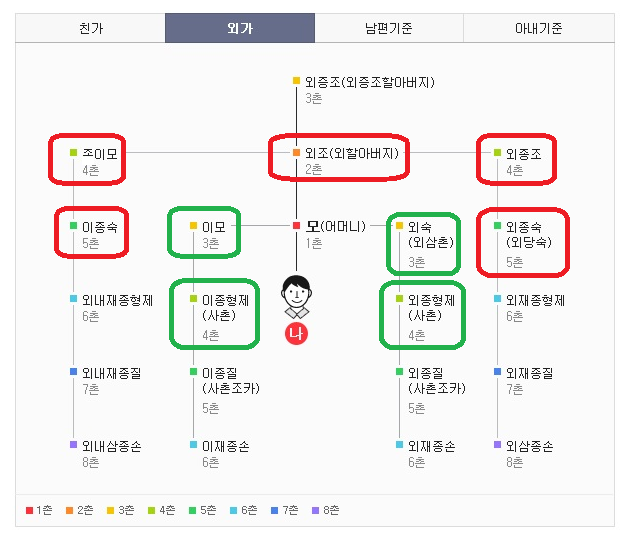 친가 외가 남편기준 아내기준
외증조(외증조할아버지)
3촌
존이모 외조(외할아버지) 외종조
4촌 2촌 4촌
이종숙 이모 모(어머니) 외숙 외종숙
(외삼촌) (외당숙)
5촌 3촌 1촌 3촌 5촌
외내재종형제 이종형제 외종형제 외재종형제
(사촌) (사촌)
6촌 4촌 4촌 6촌
나
외내재종질 이종질 외종질 외재종질
(사촌조카) (사촌조카)
7촌 5촌 5촌 7촌
외내삼종손 이재종손 외재종손 외삼종손
8촌 6촌 6촌 8촌
1촌 2촌 3촌 4촌 5촌 6촌 7촌 8촌